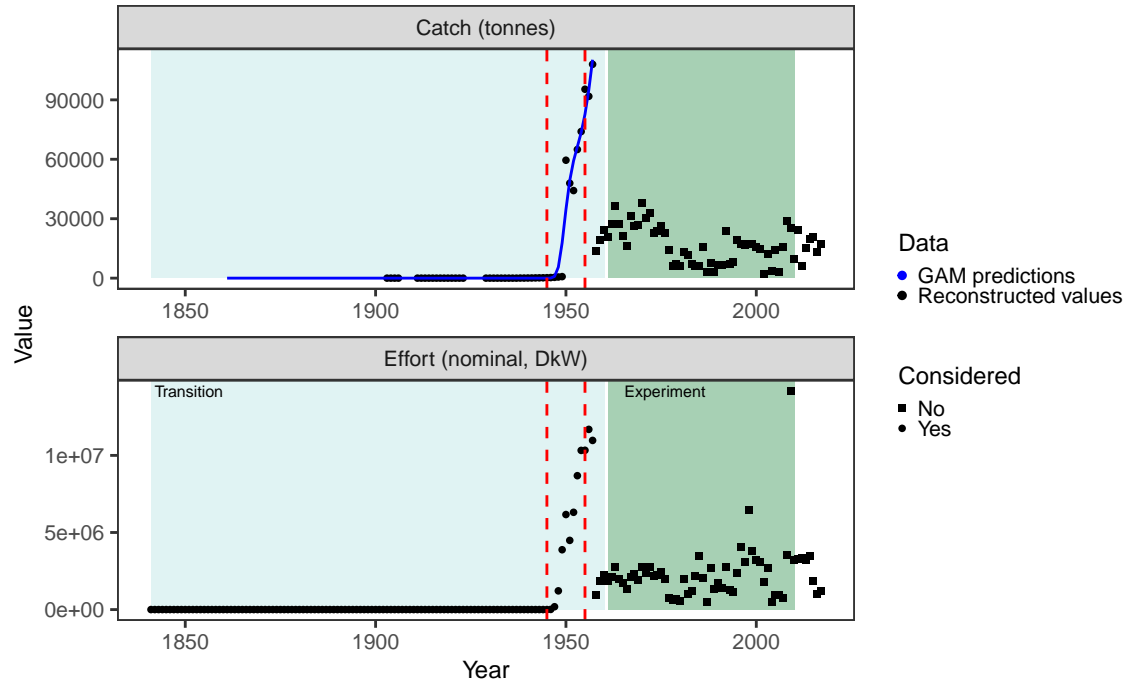 Catch (tonnes)
90000
60000
30000
0
1850
1900
1950
2000
Value
Effort (nominal, DkW)
Transition
Experiment
1e+07
5e+06
0e+00
1850
1900
1950
2000
Year
Data
GAM predictions
Reconstructed values
Considered
No
Yes